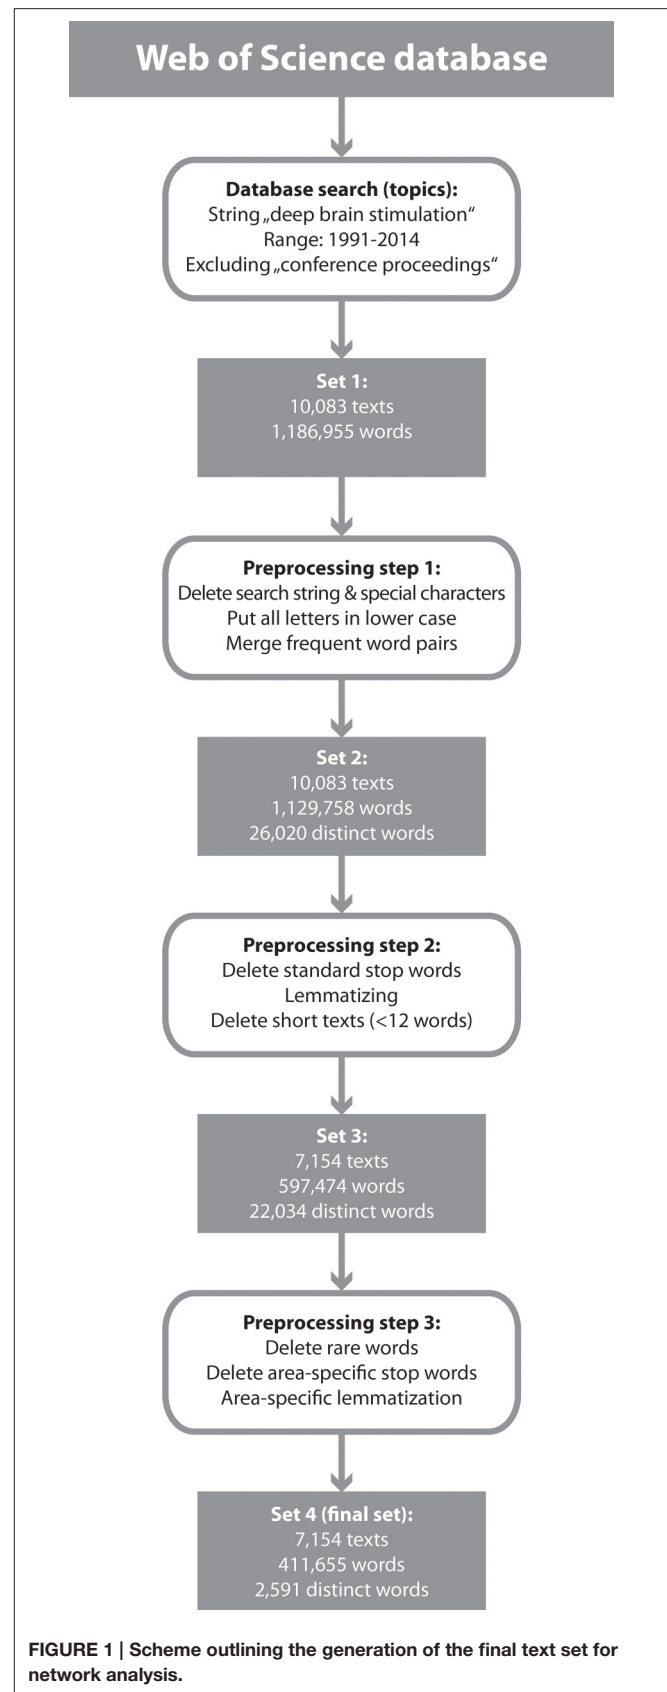 Web of Science database
Database search (topics):
String „deep brain stimulation“
Range: 1991-2014
Excluding „conference proceedings“
Set 1:
10,083 texts
1,186,955 words
Preprocessing step 1:
Delete search string & special characters
Put all letters in lower case
Merge frequent word pairs
Set 2:
10,083 texts
1,129,758 words
26,020 distinct words
Preprocessing step 2:
Delete standard stop words
Lemmatizing
Delete short texts (<12 words)
Set 3:
7,154 texts
597,474 words
22,034 distinct words
Preprocessing step 3:
Delete rare words
Delete area-specific stop words
Area-specific lemmatization
Set 4 (final set):
7,154 texts
411,655 words
2,591 distinct words
FIGURE 1 | Scheme outlining the generation of the final text set for
network analysis.